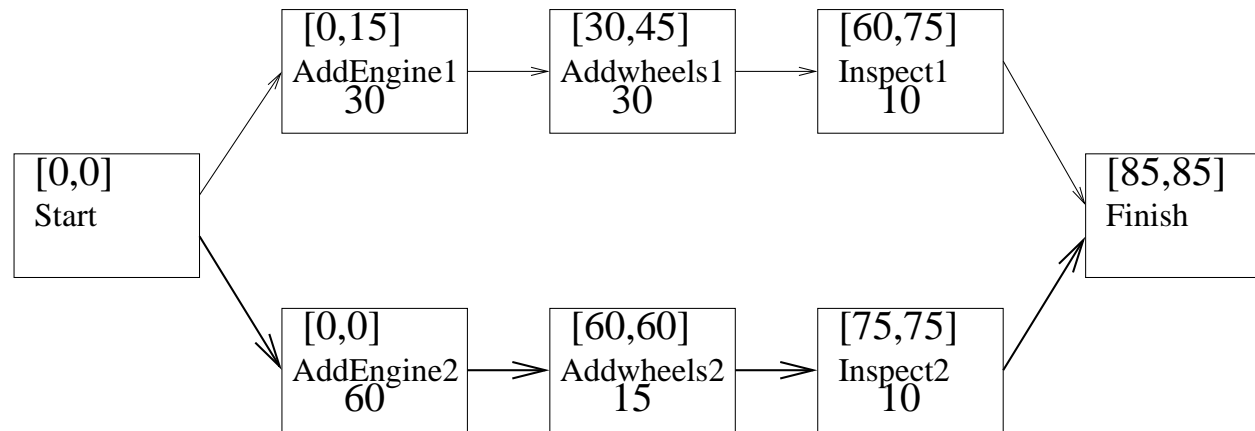 [0,15]
AddEngine1
30
[30,45]
Addwheels1
30
[60,75]
Inspect1
10
[0,0]
Start
[85,85]
Finish
[0,0]
AddEngine2
60
[60,60]
Addwheels2
15
[75,75]
Inspect2
10